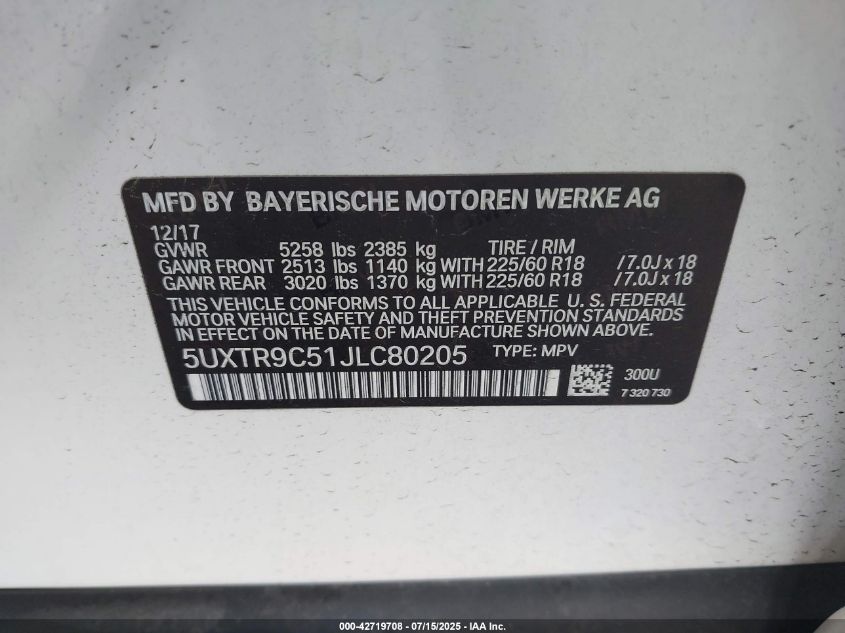 MFD BY BAYERISCHE MOTOREN WERKE AG
12/17
GVWR 5258 lbs 2385 kg TIRE / RIM
GAWR FRONT 2513 lbs 1140 kg WITH 225/60 R18 / 7.0J x 18
GAWR REAR 3020 lbs 1370 kg WITH 225/60 R18 / 7.0J x 18
THIS VEHICLE CONFORMS TO ALL APPLICABLE U. S. FEDERAL
MOTOR VEHICLE SAFETY AND THEFT PREVENTION STANDARDS
IN EFFECT ON THE DATE OF MANUFACTURE SHOWN ABOVE.
5UXTR9C51JLC80205 TYPE: MPV
300U
7 320 730
000-42719708 - 07/15/2025 - IAA Inc.